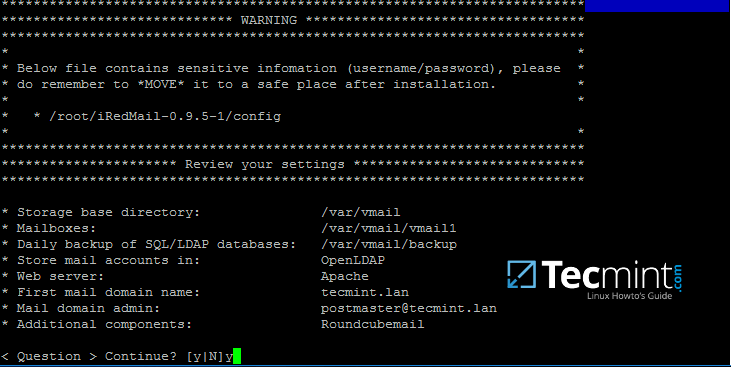 *************************************************************************
***************************** WARNING ***********************************
*************************************************************************
*                                                                       *
* Below file contains sensitive infomation (username/password), please  *
* do remember to *MOVE* it to a safe place after installation.          *
*                                                                       *
*   * /root/iRedMail-0.9.5-1/config
*                                                                       *
*************************************************************************
********************** Review your settings *****************************
*************************************************************************
* Storage base directory:               /var/vmail
* Mailboxes:                            /var/vmail/vmail1
* Daily backup of SQL/LDAP databases:   /var/vmail/backup
* Store mail accounts in:               OpenLDAP
* Web server:                           Apache
* First mail domain name:               tecmint.lan
* Mail domain admin:                    postmaster@tecmint.lan
* Additional components:                Roundcubemail
< Question > Continue? [y|N]y
Tecmint.com
Linux Howto's Guide